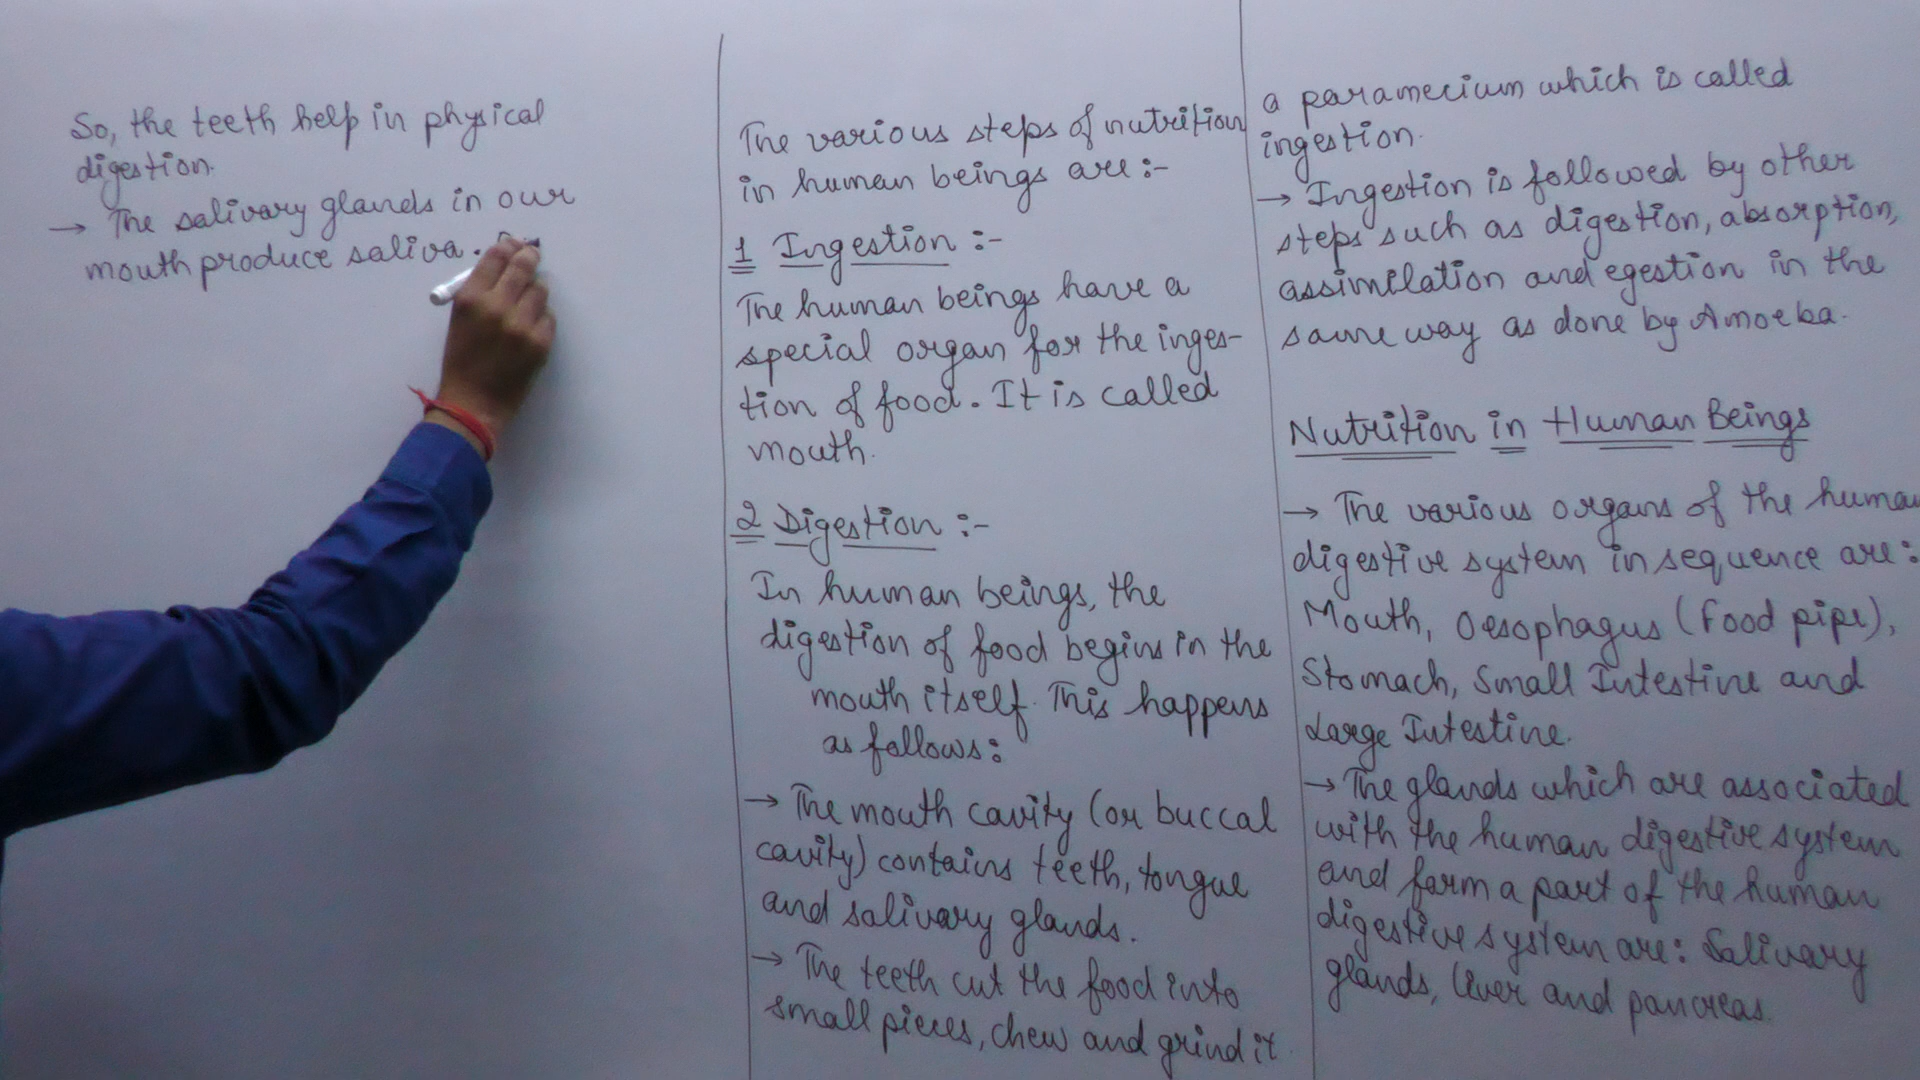 So, the teeth help in physical
digestion.
→ The salivary glands in our
mouth produce saliva.
The various steps of nutrition
in human beings are :-
1 Ingestion :-
The human beings have a
special organ for the inges-
tion of food. It is called
mouth.
2 Digestion :-
In human beings, the
digestion of food begins in the
mouth itself. This happens
as follows:
→ The mouth cavity (or buccal
cavity) contains teeth, tongue
and salivary glands.
→ The teeth cut the food into
small pieces, chew and grind it
a paramecium which is called
ingestion.
→ Ingestion is followed by other
steps such as digestion, absorption,
assimilation and egestion in the
same way as done by Amoeba.
Nutrition in Human Beings
→ The various organs of the human
digestive system in sequence are:
Mouth, Oesophagus (Food pipe),
Stomach, Small Intestine and
Large Intestine.
→ The glands which are associated
with the human digestive system
and form a part of the human
digestive system are: Salivary
glands, liver and pancreas.